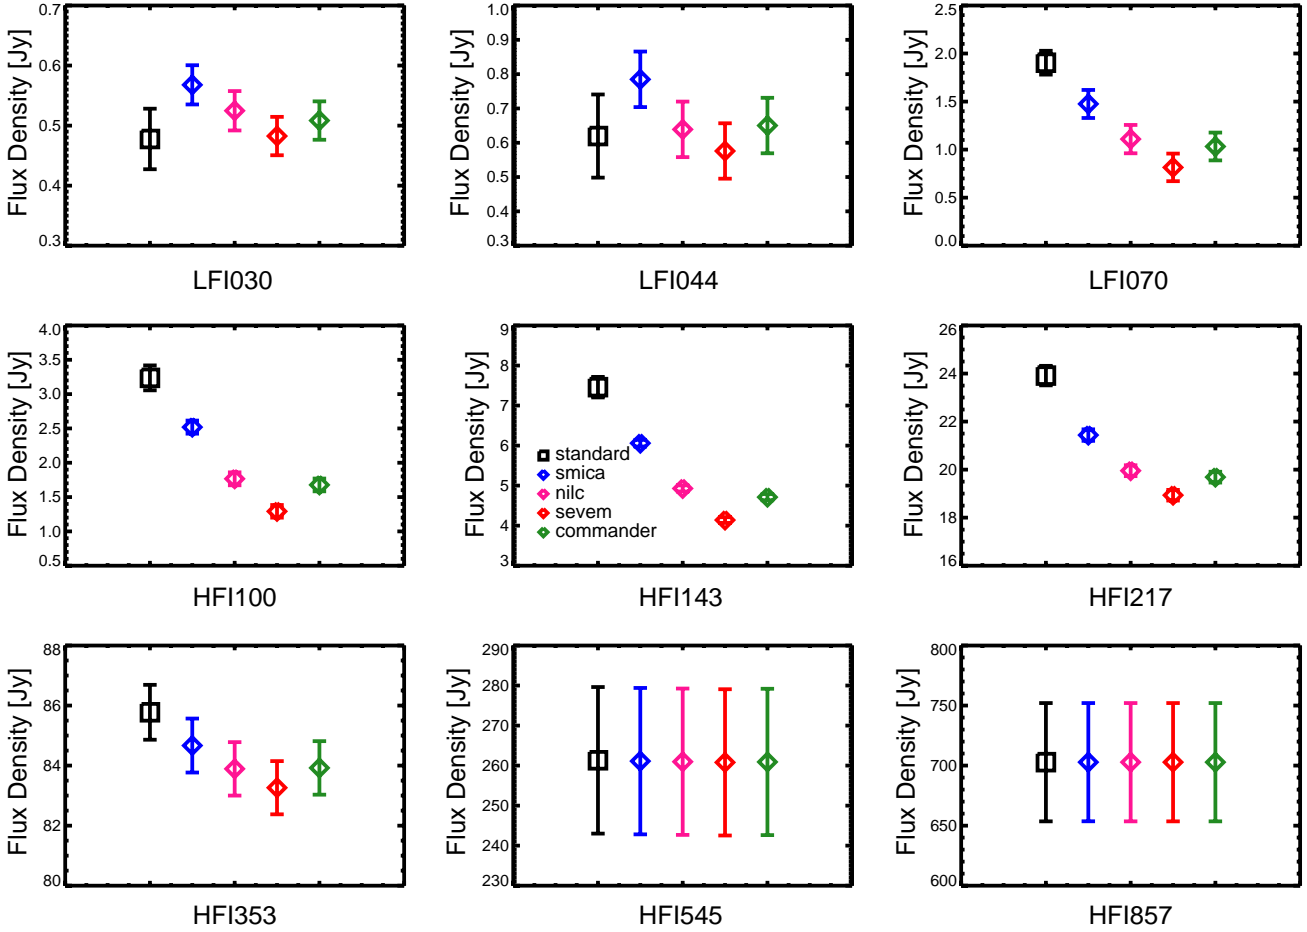 Flux Density [Jy]
0.7
0.6
0.5
0.4
0.3
LFI030
Flux Density [Jy]
1.0
0.9
0.8
0.7
0.6
0.5
0.4
0.3
LFI044
Flux Density [Jy]
2.5
2.0
1.5
1.0
0.5
0.0
LFI070
Flux Density [Jy]
4.0
3.5
3.0
2.5
2.0
1.5
1.0
0.5
HFI100
Flux Density [Jy]
9
8
7
6
5
4
3
standard
smica
nilc
sevem
commander
HFI143
Flux Density [Jy]
26
24
22
20
18
16
HFI217
Flux Density [Jy]
88
86
84
82
80
HFI353
Flux Density [Jy]
290
280
270
260
250
240
230
HFI545
Flux Density [Jy]
800
750
700
650
600
HFI857